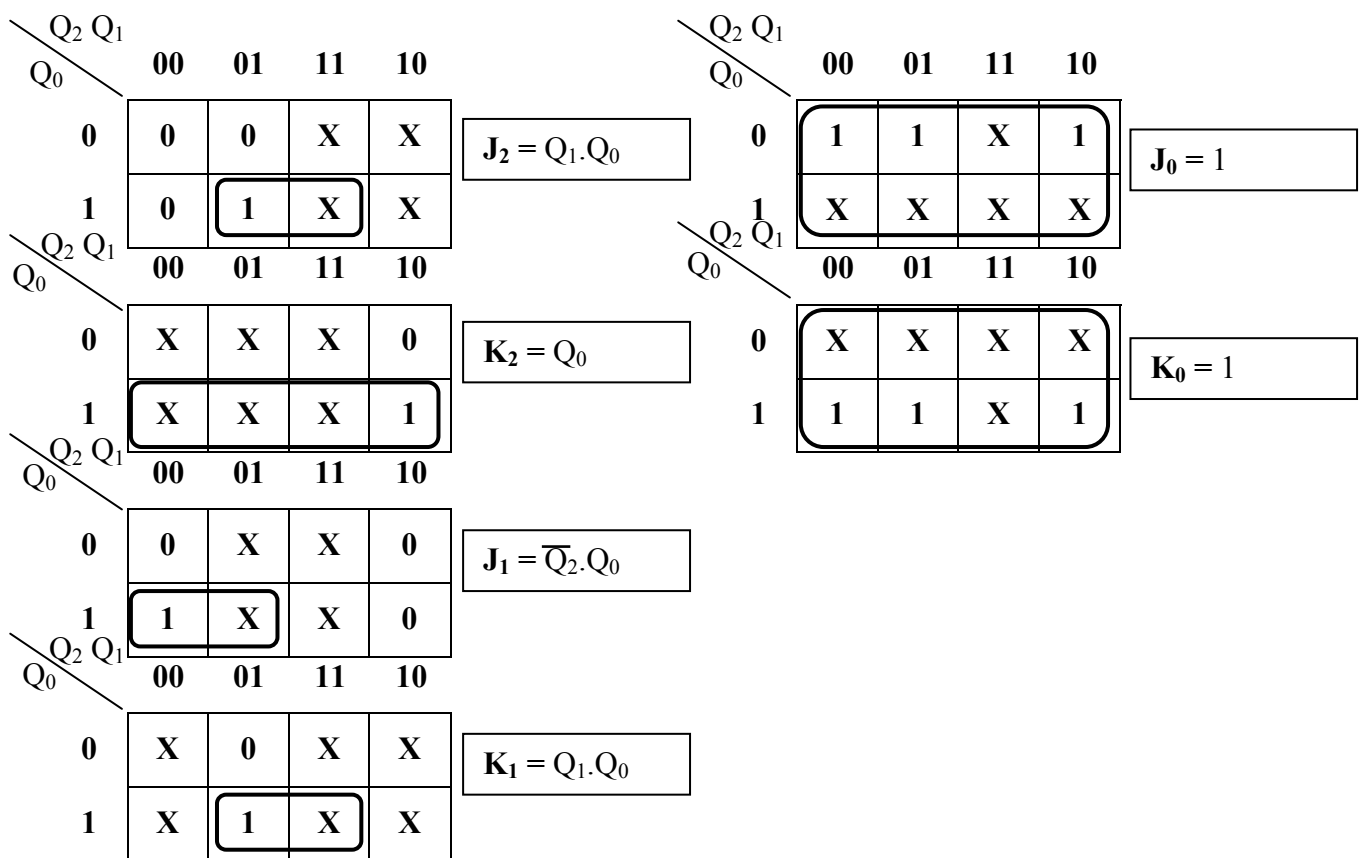 Q₂ Q₁
Q₀
00 01 11 10
0 0 0 X X
1 0 1 X X
J₂ = Q₁.Q₀
Q₂ Q₁
Q₀
00 01 11 10
0 X X X 0
1 X X X 1
K₂ = Q₀
Q₂ Q₁
Q₀
00 01 11 10
0 0 X X 0
1 1 X X 0
J₁ = Q̅₂.Q₀
Q₂ Q₁
Q₀
00 01 11 10
0 X 0 X X
1 X 1 X X
K₁ = Q₁.Q₀
Q₂ Q₁
Q₀
00 01 11 10
0 1 1 X 1
1 X X X X
J₀ = 1
Q₂ Q₁
Q₀
00 01 11 10
0 X X X X
1 1 1 X 1
K₀ = 1